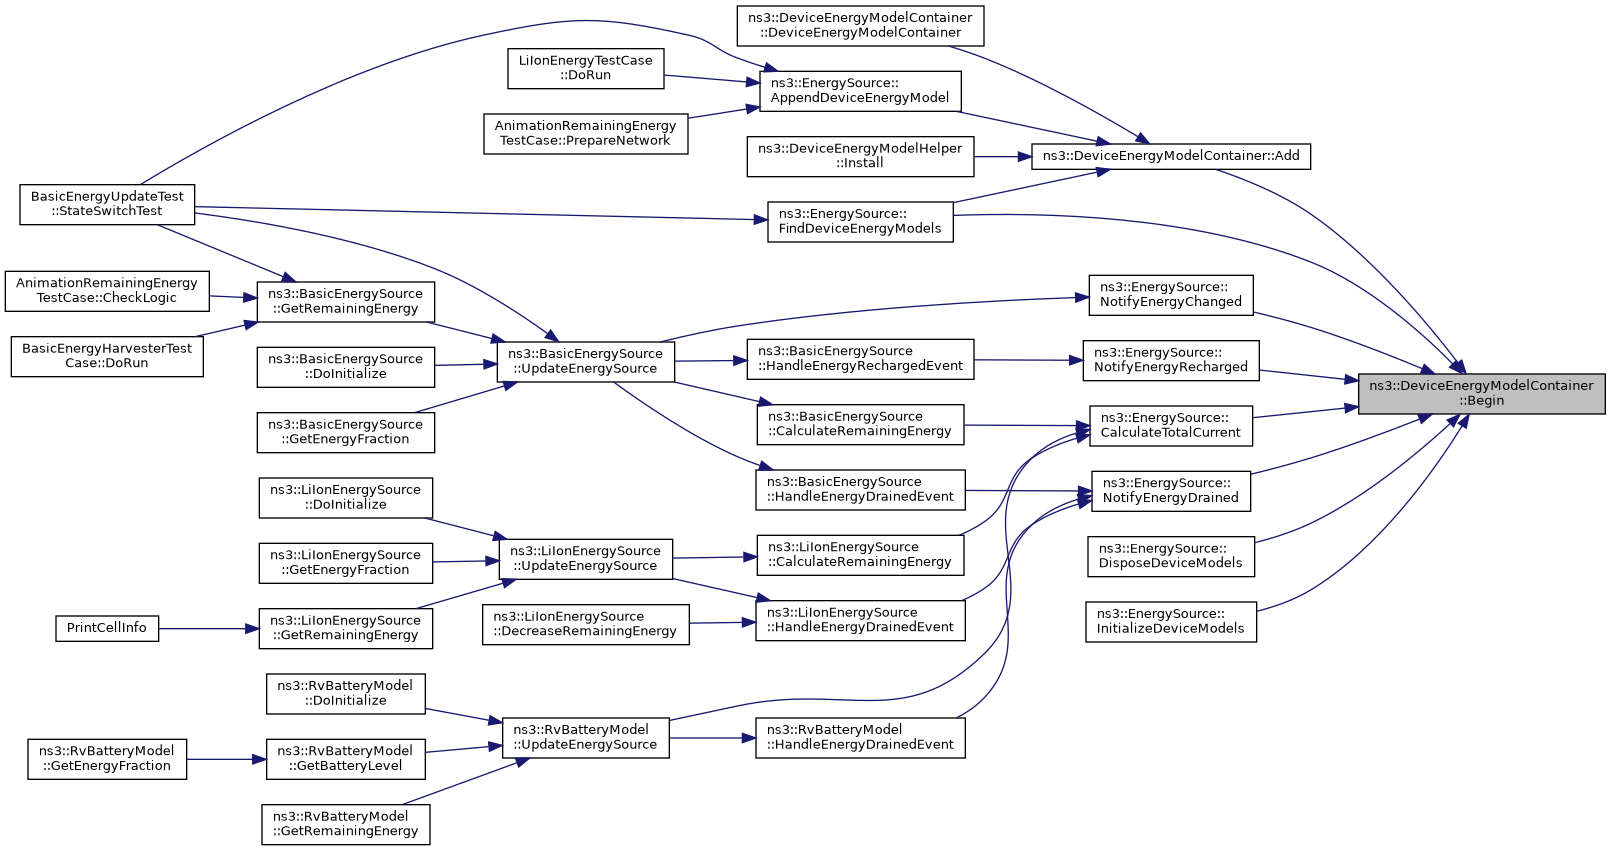 ns3::DeviceEnergyModelContainer
::DeviceEnergyModelContainer
LiIonEnergyTestCase
::DoRun
ns3::EnergySource::
AppendDeviceEnergyModel
AnimationRemainingEnergy
TestCase::PrepareNetwork
ns3::DeviceEnergyModelHelper
::Install
ns3::DeviceEnergyModelContainer::Add
BasicEnergyUpdateTest
::StateSwitchTest
ns3::EnergySource::
FindDeviceEnergyModels
AnimationRemainingEnergy
TestCase::CheckLogic
ns3::BasicEnergySource
::GetRemainingEnergy
ns3::EnergySource::
NotifyEnergyChanged
BasicEnergyHarvesterTest
Case::DoRun
ns3::BasicEnergySource
::DoInitialize
ns3::BasicEnergySource
::UpdateEnergySource
ns3::BasicEnergySource
::HandleEnergyRechargedEvent
ns3::EnergySource::
NotifyEnergyRecharged
ns3::DeviceEnergyModelContainer
::Begin
ns3::BasicEnergySource
::GetEnergyFraction
ns3::BasicEnergySource
::CalculateRemainingEnergy
ns3::EnergySource::
CalculateTotalCurrent
ns3::BasicEnergySource
::HandleEnergyDrainedEvent
ns3::EnergySource::
NotifyEnergyDrained
ns3::LiIonEnergySource
::DoInitialize
ns3::LiIonEnergySource
::GetEnergyFraction
ns3::LiIonEnergySource
::UpdateEnergySource
ns3::LiIonEnergySource
::CalculateRemainingEnergy
ns3::EnergySource::
DisposeDeviceModels
PrintCellInfo
ns3::LiIonEnergySource
::GetRemainingEnergy
ns3::LiIonEnergySource
::DecreaseRemainingEnergy
ns3::LiIonEnergySource
::HandleEnergyDrainedEvent
ns3::EnergySource::
InitializeDeviceModels
ns3::RvBatteryModel
::DoInitialize
ns3::RvBatteryModel
::UpdateEnergySource
ns3::RvBatteryModel
::HandleEnergyDrainedEvent
ns3::RvBatteryModel
::GetEnergyFraction
ns3::RvBatteryModel
::GetBatteryLevel
ns3::RvBatteryModel
::GetRemainingEnergy